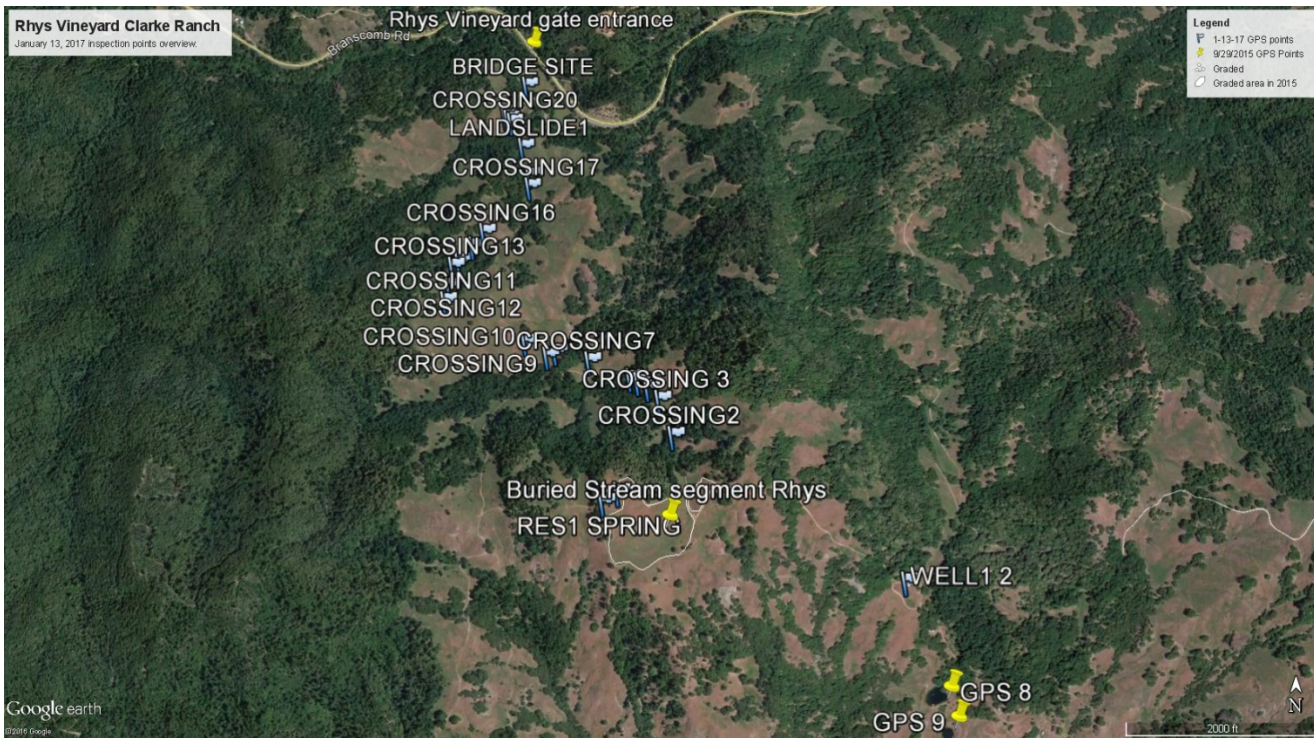 Rhys Vineyard Clarke Ranch
January 13, 2017 inspection points overview.
Rhys Vineyard gate entrance
Branscomb Rd
Legend
1-13-17 GPS points
9/29/2015 GPS Points
Graded
Graded area in 2015
BRIDGE SITE
CROSSING20
LANDSLIDE1
CROSSING17
CROSSING16
CROSSING13
CROSSING11
CROSSING12
CROSSING10
CROSSING7
CROSSING9
CROSSING 3
CROSSING2
Buried Stream segment Rhys
RES1 SPRING
WELL1 2
GPS 8
GPS 9
Google earth
©2016 Google
N
2000 ft